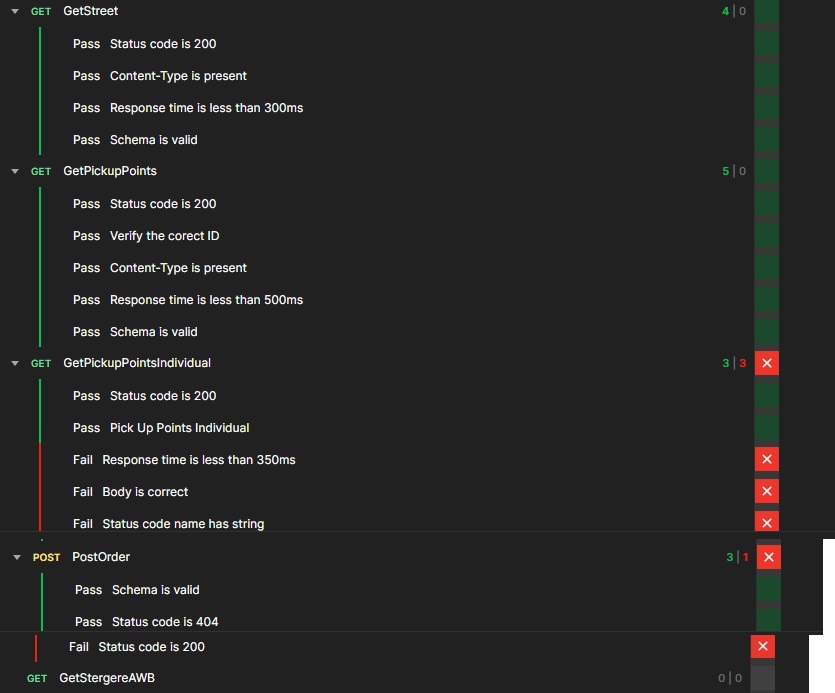 GET GetStreet 4 | 0
Pass Status code is 200
Pass Content-Type is present
Pass Response time is less than 300ms
Pass Schema is valid
GET GetPickupPoints 5 | 0
Pass Status code is 200
Pass Verify the corect ID
Pass Content-Type is present
Pass Response time is less than 500ms
Pass Schema is valid
GET GetPickupPointsIndividual 3 | 3
Pass Status code is 200
Pass Pick Up Points Individual
Fail Response time is less than 350ms
Fail Body is correct
Fail Status code name has string
POST PostOrder 3 | 1
Pass Schema is valid
Pass Status code is 404
Fail Status code is 200
GET GetStergereAWB 0 | 0